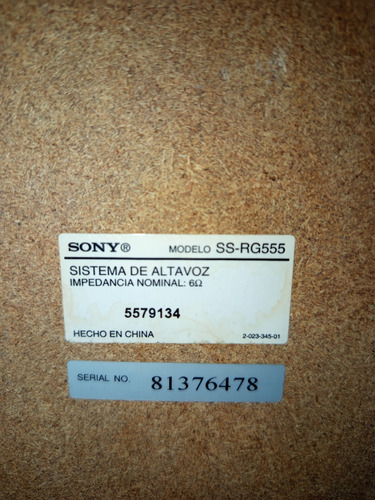 SONY® MODELO SS-RG555
SISTEMA DE ALTAVOZ
IMPEDANCIA NOMINAL: 6Ω
5579134
HECHO EN CHINA 2-023-345-01
SERIAL NO. 81376478